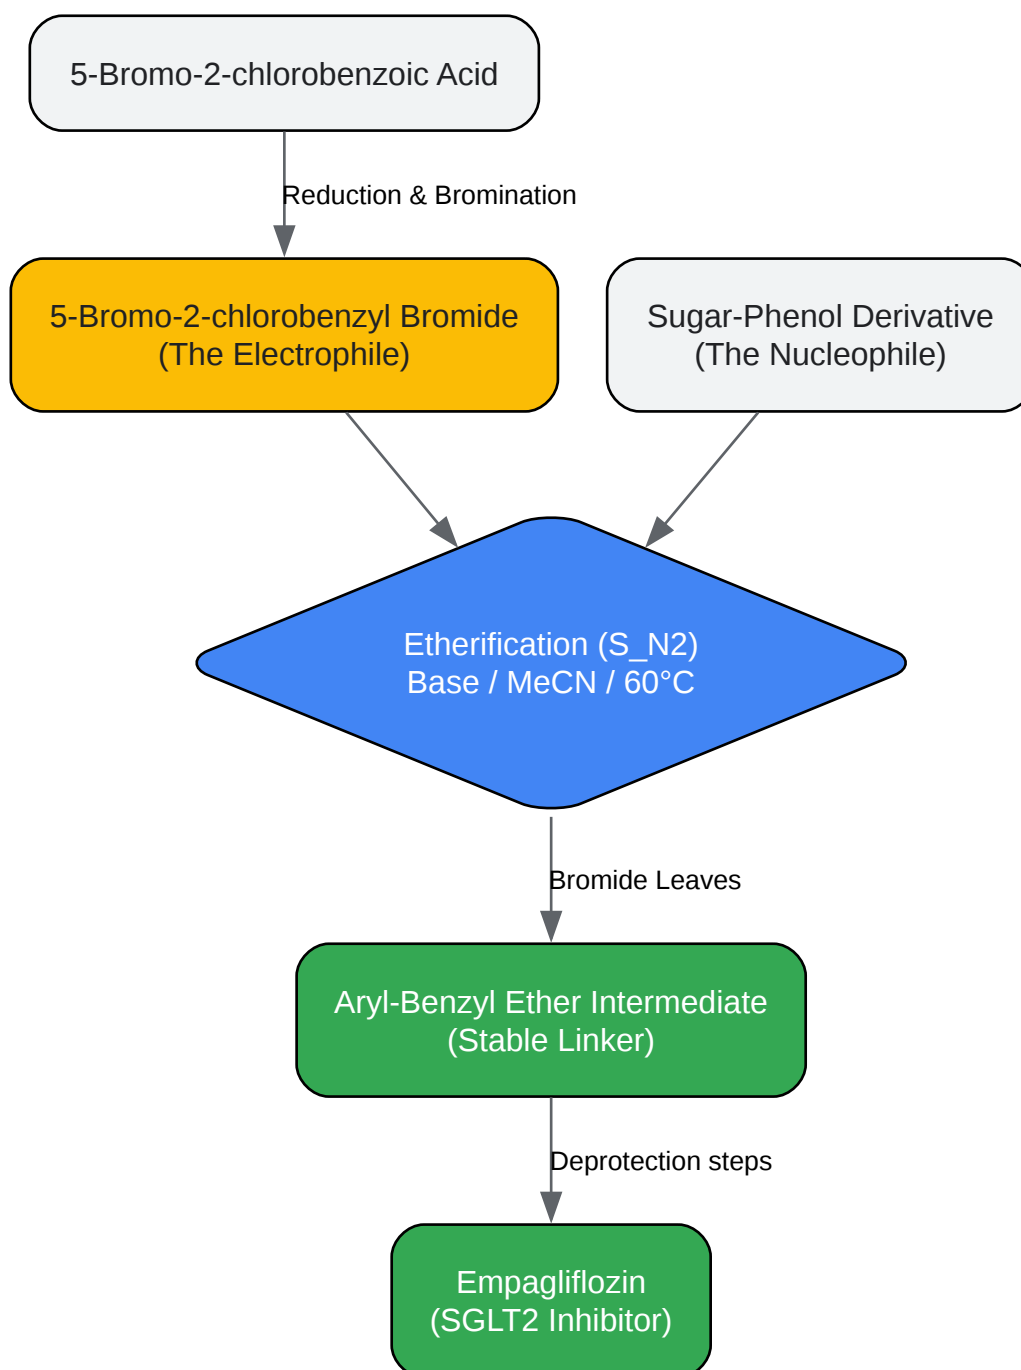 5-Bromo-2-chlorobenzoic Acid
Reduction & Bromination
5-Bromo-2-chlorobenzyl Bromide
(The Electrophile)
Sugar-Phenol Derivative
(The Nucleophile)
Etherification (S_N2)
Base / MeCN / 60°C
Bromide Leaves
Aryl-Benzyl Ether Intermediate
(Stable Linker)
Deprotection steps
Empagliflozin
(SGLT2 Inhibitor)